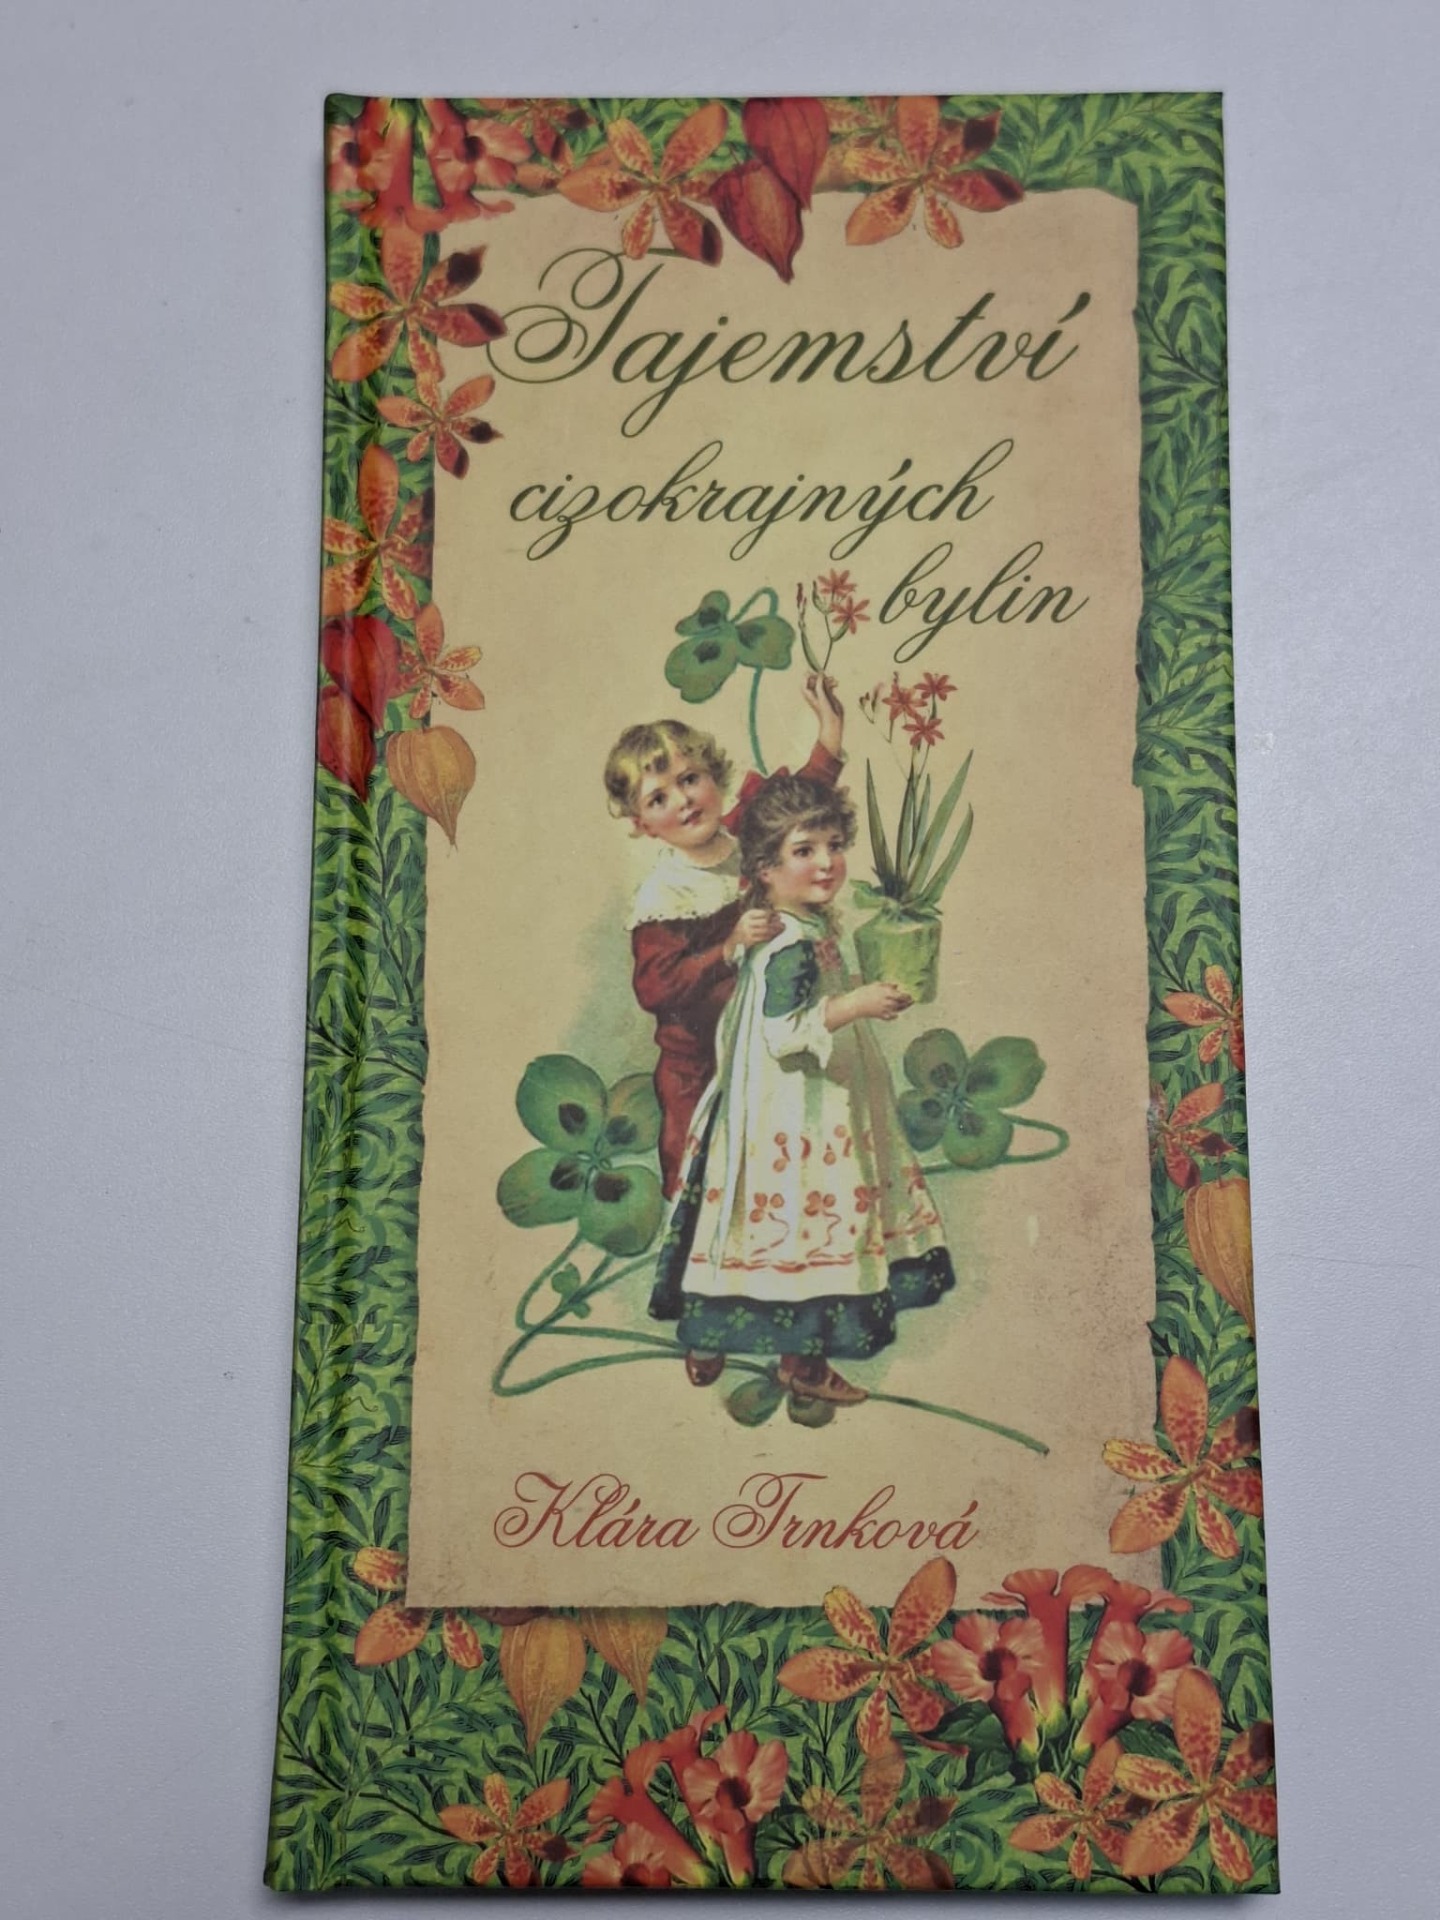 Tajemství
cizokrajných
bylin
Klára Trnková